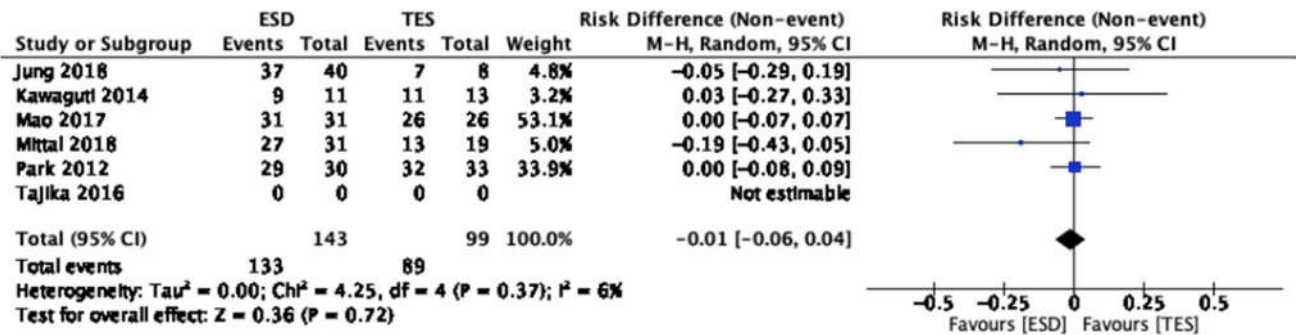 ESD TES Risk Difference (Non-event) Risk Difference (Non-event)
Study or Subgroup Events Total Events Total Weight M-H, Random, 95% CI M-H, Random, 95% CI
Jung 2018 37 40 7 8 4.8% −0.05 [−0.29, 0.19]
Kawaguti 2014 9 11 11 13 3.2% 0.03 [−0.27, 0.33]
Mao 2017 31 31 26 26 53.1% 0.00 [−0.07, 0.07]
Mittal 2018 27 31 13 19 5.0% −0.19 [−0.43, 0.05]
Park 2012 29 30 32 33 33.9% 0.00 [−0.08, 0.09]
Tajika 2016 0 0 0 0 Not estimable
Total (95% CI) 143 99 100.0% −0.01 [−0.06, 0.04]
Total events 133 89
Heterogeneity: Tau² = 0.00; Chi² = 4.25, df = 4 (P = 0.37); I² = 6%
Test for overall effect: Z = 0.36 (P = 0.72)
−0.5 −0.25 0 0.25 0.5
Favours [ESD] Favours [TES]